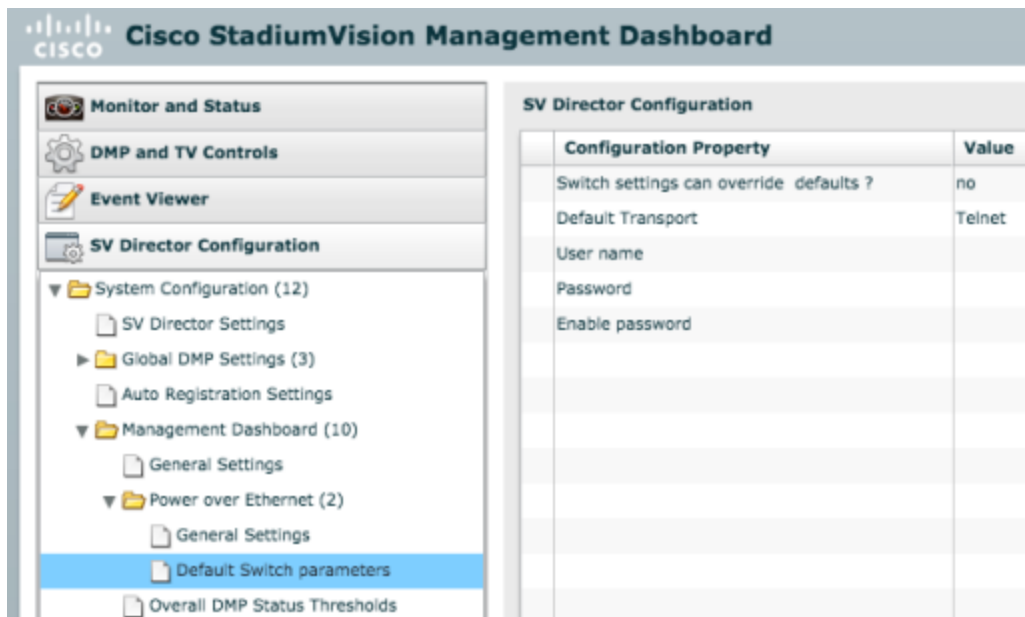 CISCO
Cisco StadiumVision Management Dashboard
Monitor and Status
DMP and TV Controls
Event Viewer
SV Director Configuration
System Configuration (12)
SV Director Settings
Global DMP Settings (3)
Auto Registration Settings
Management Dashboard (10)
General Settings
Power over Ethernet (2)
General Settings
Default Switch parameters
Overall DMP Status Thresholds
SV Director Configuration
Configuration Property Value
Switch settings can override defaults ? no
Default Transport Telnet
User name
Password
Enable password